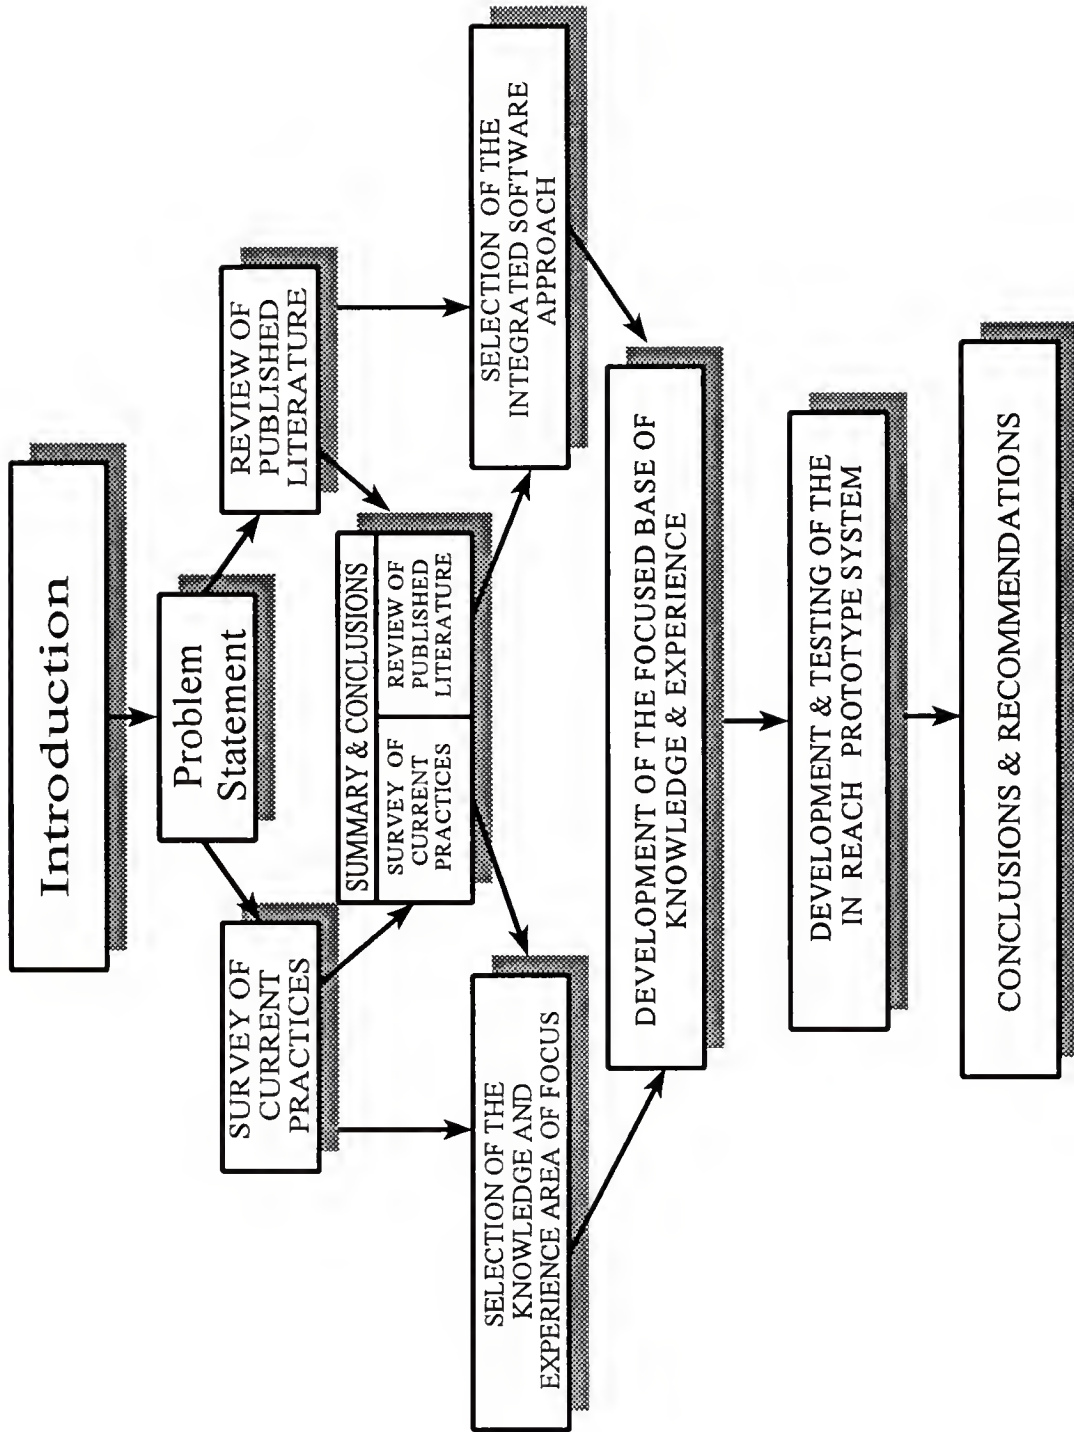 Introduction
Problem
Statement
SURVEY OF
CURRENT
PRACTICES
REVIEW OF
PUBLISHED
LITERATURE
SUMMARY & CONCLUSIONS
SURVEY OF
CURRENT
PRACTICES
REVIEW OF
PUBLISHED
LITERATURE
SELECTION OF THE
KNOWLEDGE AND
EXPERIENCE AREA OF FOCUS
SELECTION OF THE
INTEGRATED SOFTWARE
APPROACH
DEVELOPMENT OF THE FOCUSED BASE OF
KNOWLEDGE & EXPERIENCE
DEVELOPMENT & TESTING OF THE
IN REACH PROTOTYPE SYSTEM
CONCLUSIONS & RECOMMENDATIONS